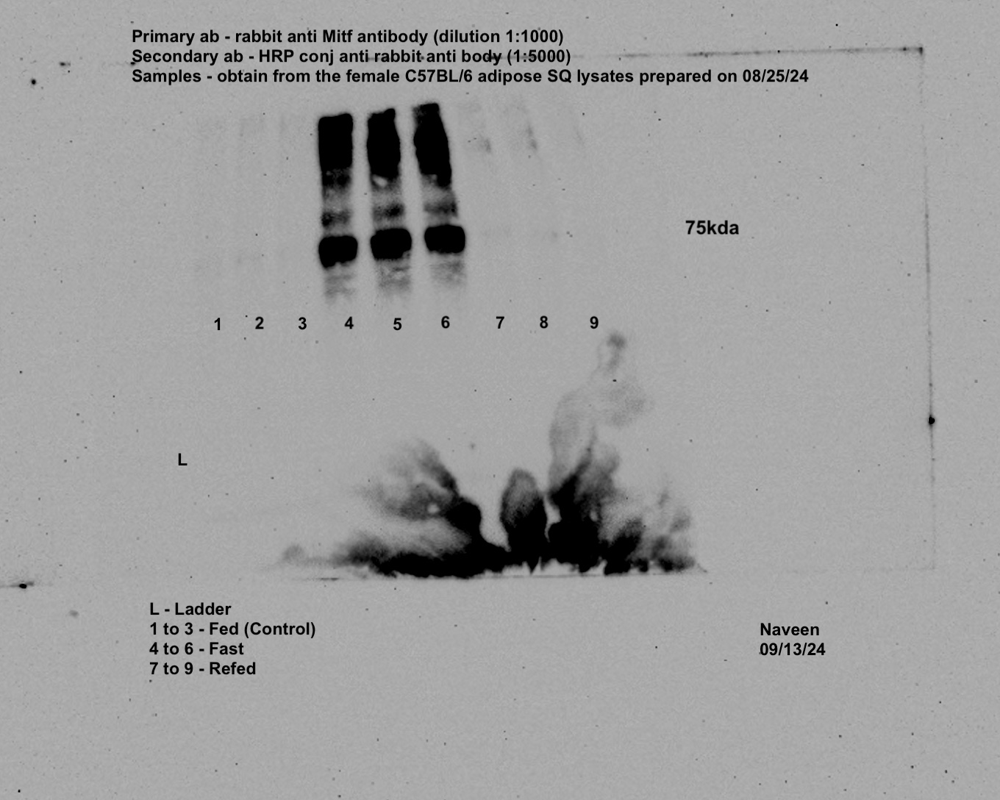 Primary ab - rabbit anti Mitf antibody (dilution 1:1000)
Secondary ab - HRP conj anti rabbit anti body (1:5000)
Samples - obtain from the female C57BL/6 adipose SQ lysates prepared on 08/25/24
75kda
1 2 3 4 5 6 7 8 9
L
L - Ladder
1 to 3 - Fed (Control)
4 to 6 - Fast
7 to 9 - Refed
Naveen
09/13/24